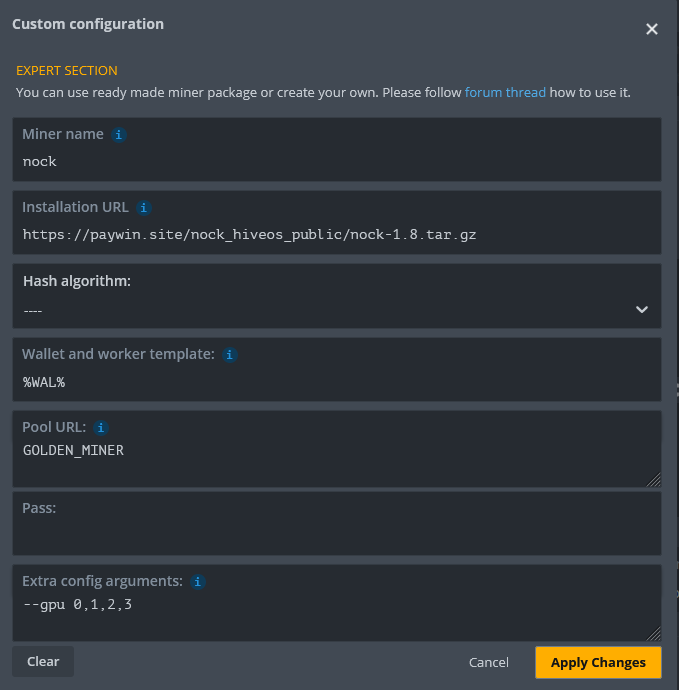 Custom configuration
EXPERT SECTION
You can use ready made miner package or create your own. Please follow forum thread how to use it.
Miner name
nock
Installation URL
https://paywin.site/nock_hiveos_public/nock-1.8.tar.gz
Hash algorithm:
----
Wallet and worker template:
%WAL%
Pool URL:
GOLDEN_MINER
Pass:
Extra config arguments:
--gpu 0,1,2,3
Clear
Cancel
Apply Changes